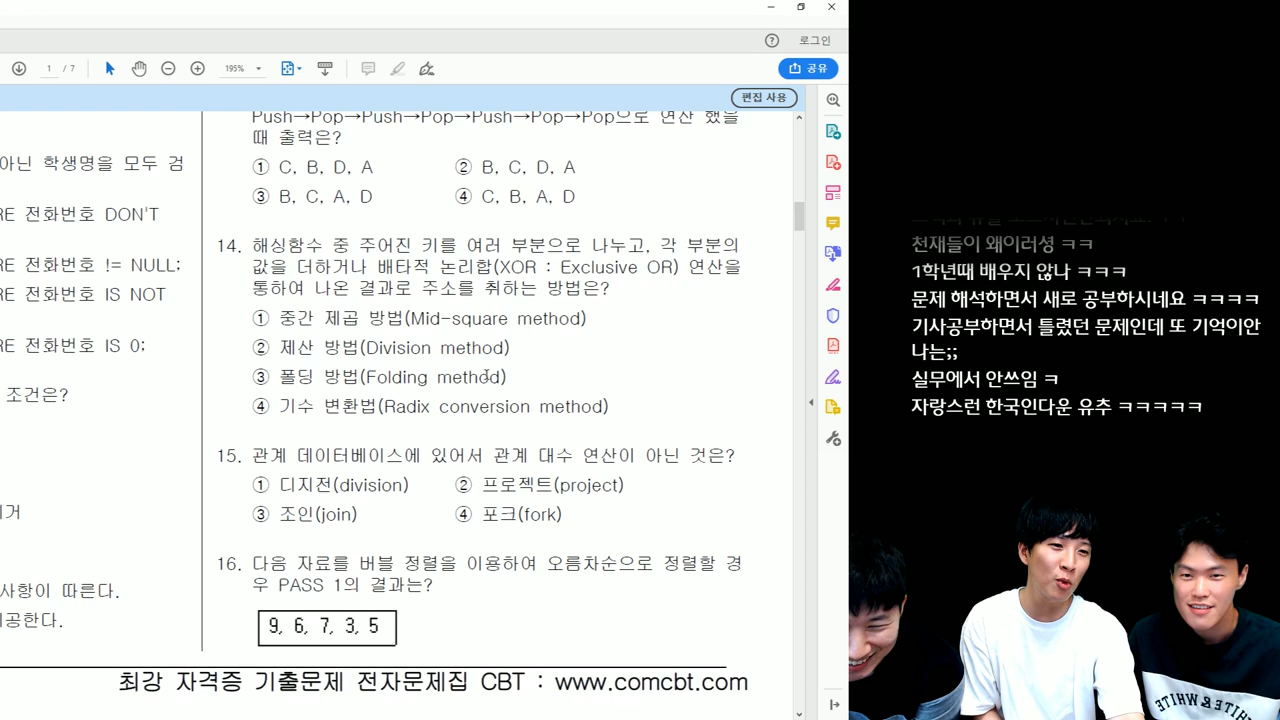 로그인
1 / 7
195%
공유
편집 사용
아닌 학생명을 모두 검
RE 전화번호 DON'T
RE 전화번호 != NULL;
RE 전화번호 IS NOT
RE 전화번호 IS 0;
조건은?
사항이 따른다.
공한다.
Push→Pop→Push→Pop→Push→Pop→Pop으로 연산 했을
때 출력은?
① C, B, D, A ② B, C, D, A
③ B, C, A, D ④ C, B, A, D
14. 해싱함수 중 주어진 키를 여러 부분으로 나누고, 각 부분의
값을 더하거나 배타적 논리합(XOR : Exclusive OR) 연산을
통하여 나온 결과로 주소를 취하는 방법은?
① 중간 제곱 방법(Mid-square method)
② 제산 방법(Division method)
③ 폴딩 방법(Folding method)
④ 기수 변환법(Radix conversion method)
15. 관계 데이터베이스에 있어서 관계 대수 연산이 아닌 것은?
① 디지전(division) ② 프로젝트(project)
③ 조인(join) ④ 포크(fork)
16. 다음 자료를 버블 정렬을 이용하여 오름차순으로 정렬할 경
우 PASS 1의 결과는?
9, 6, 7, 3, 5
최강 자격증 기출문제 전자문제집 CBT : www.comcbt.com
천재들이 왜이러셩 ㅋㅋ
1학년때 배우지 않나 ㅋㅋㅋ
문제 해석하면서 새로 공부하시네요 ㅋㅋㅋㅋ
기사공부하면서 틀렸던 문제인데 또 기억이안
나는;;
실무에서 안쓰임 ㅋ
자랑스런 한국인다운 유추 ㅋㅋㅋㅋㅋ